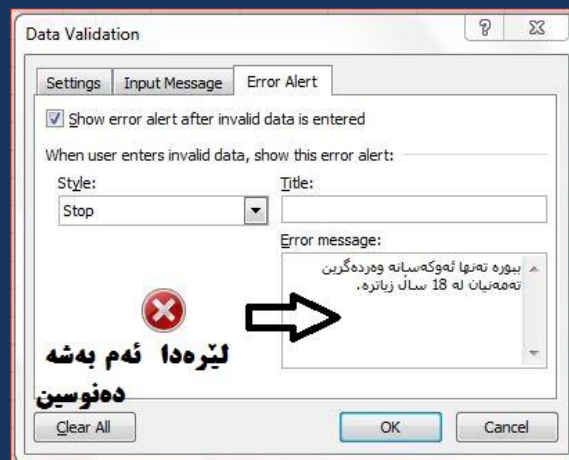 Data Validation
Settings Input Message Error Alert
Show error alert after invalid data is entered
When user enters invalid data, show this error alert:
Style: Title:
Stop
Error message:
ببوره تەنها ئەوکەسانە وەردەگرین
تەمەنیان لە 18 ساڵ زیاترە.
لێرەدا ئەم بەشە
دەنوسین
Clear All OK Cancel